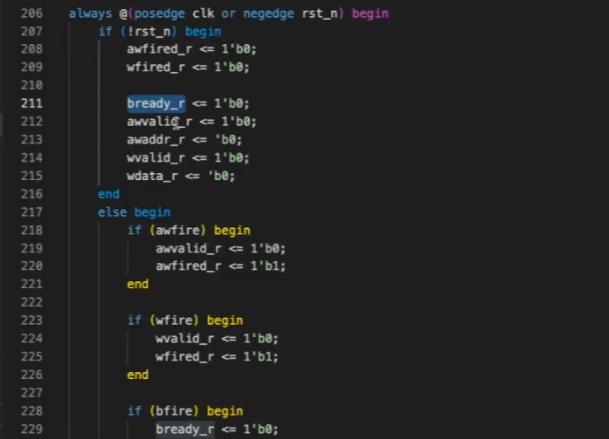 206 always @(posedge clk or negedge rst_n) begin
207 if (!rst_n) begin
208 awfired_r <= 1'b0;
209 wfired_r <= 1'b0;
210
211 bready_r <= 1'b0;
212 awvalid_r <= 1'b0;
213 awaddr_r <= 'b0;
214 wvalid_r <= 1'b0;
215 wdata_r <= 'b0;
216 end
217 else begin
218 if (awfire) begin
219 awvalid_r <= 1'b0;
220 awfired_r <= 1'b1;
221 end
222
223 if (wfire) begin
224 wvalid_r <= 1'b0;
225 wfired_r <= 1'b1;
226 end
227
228 if (bfire) begin
229 bready_r <= 1'b0;